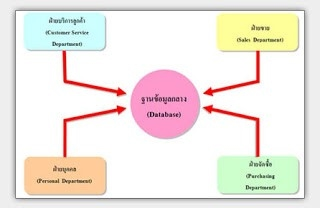 ฝ่ายบริการลูกค้า
(Customer Service
Department)
ฝ่ายขาย
(Sales Department)
ฐานข้อมูลกลาง
(Database)
ฝ่ายบุคคล
(Personal Department)
ฝ่ายจัดซื้อ
(Purchasing
Department)